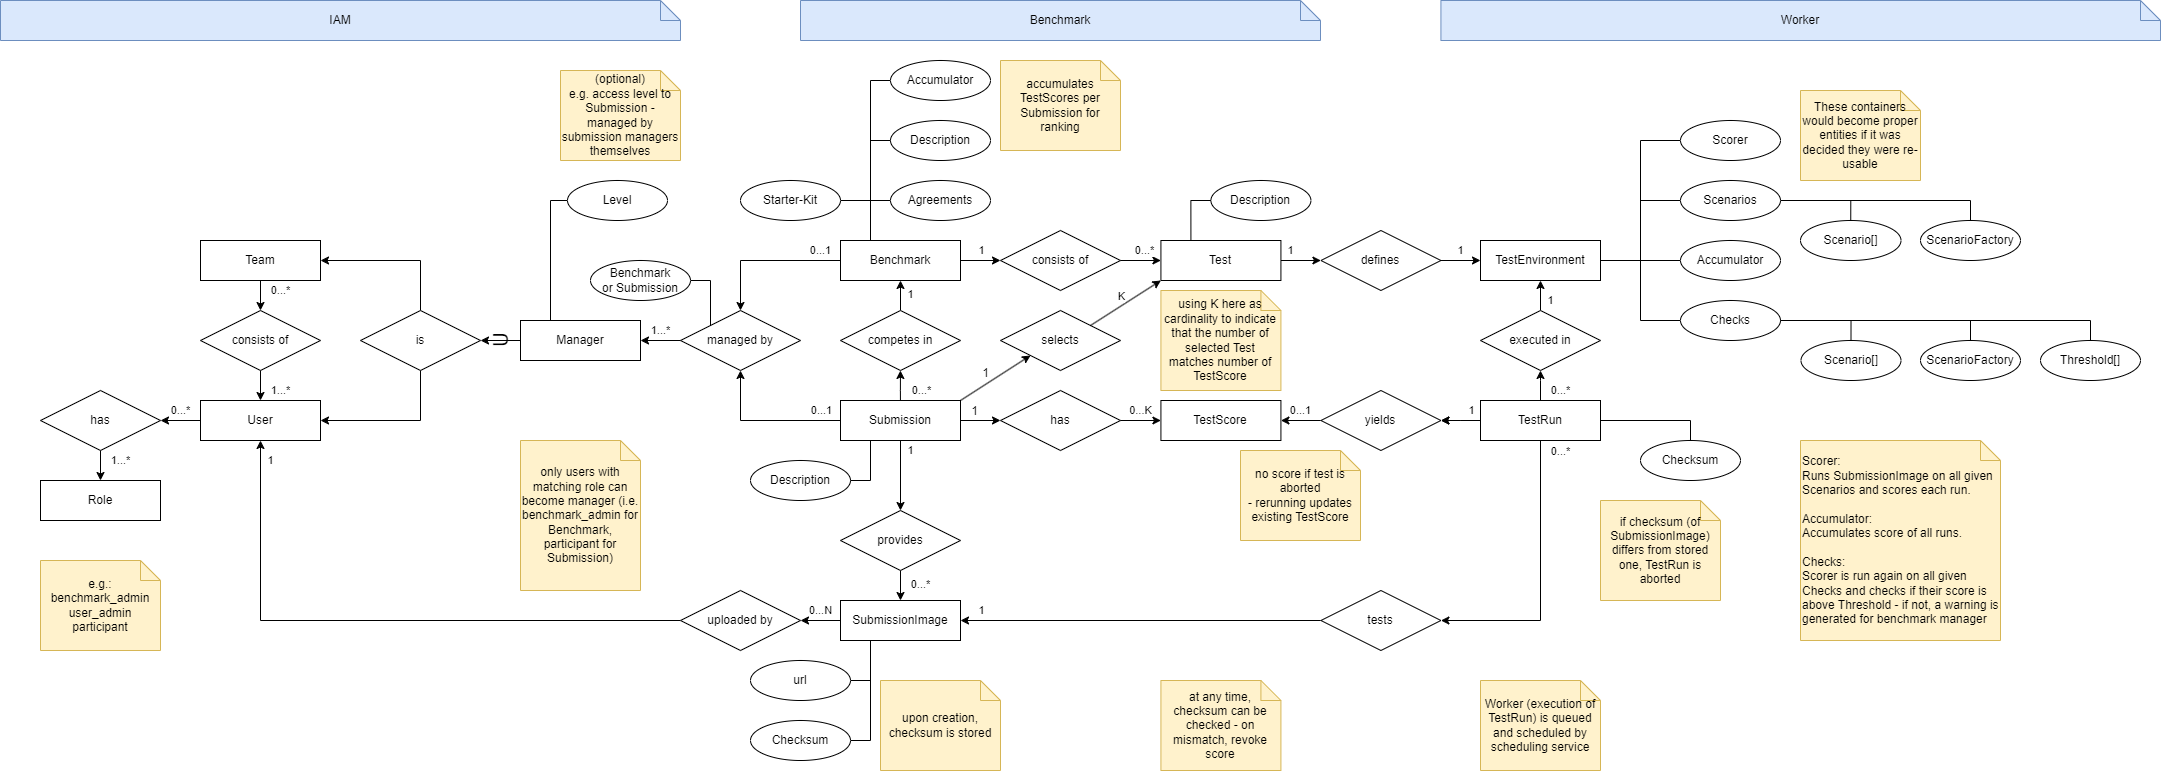 IAM
Benchmark
Worker
(optional)
e.g. access level to
Submission -
managed by
submission managers
themselves
Accumulator
accumulates
TestScores per
Submission for
ranking
Description
These containers
would become proper
entities if it was
decided they were re-
usable
Scorer
Level
Starter-Kit
Agreements
Description
Scenarios
Scenario[]
ScenarioFactory
Team
0...1
Benchmark
1
consists of
0...*
Test
1
defines
1
TestEnvironment
Accumulator
0...*
Benchmark
or Submission
K
1
1
using K here as
cardinality to indicate
that the number of
selected Test
matches number of
TestScore
Checks
consists of
is
Manager
1...*
managed by
competes in
selects
executed in
Scenario[]
ScenarioFactory
Threshold[]
1...*
1
0...*
0...*
has
0...*
User
0...1
Submission
1
has
0...K
TestScore
0...1
yields
1
TestRun
1...*
1
1
0...*
Checksum
Role
only users with
matching role can
become manager (i.e.
benchmark_admin for
Benchmark,
participant for
Submission)
Description
no score if test is
aborted
- rerunning updates
existing TestScore
if checksum (of
SubmissionImage)
differs from stored
one, TestRun is
aborted
Scorer:
Runs SubmissionImage on all given
Scenarios and scores each run.
Accumulator:
Accumulates score of all runs.
Checks:
Scorer is run again on all given
Checks and checks if their score is
above Threshold - if not, a warning is
generated for benchmark manager
provides
0...*
e.g.:
benchmark_admin
user_admin
participant
uploaded by
0...N
SubmissionImage
1
tests
url
Checksum
upon creation,
checksum is stored
at any time,
checksum can be
checked - on
mismatch, revoke
score
Worker (execution of
TestRun) is queued
and scheduled by
scheduling service